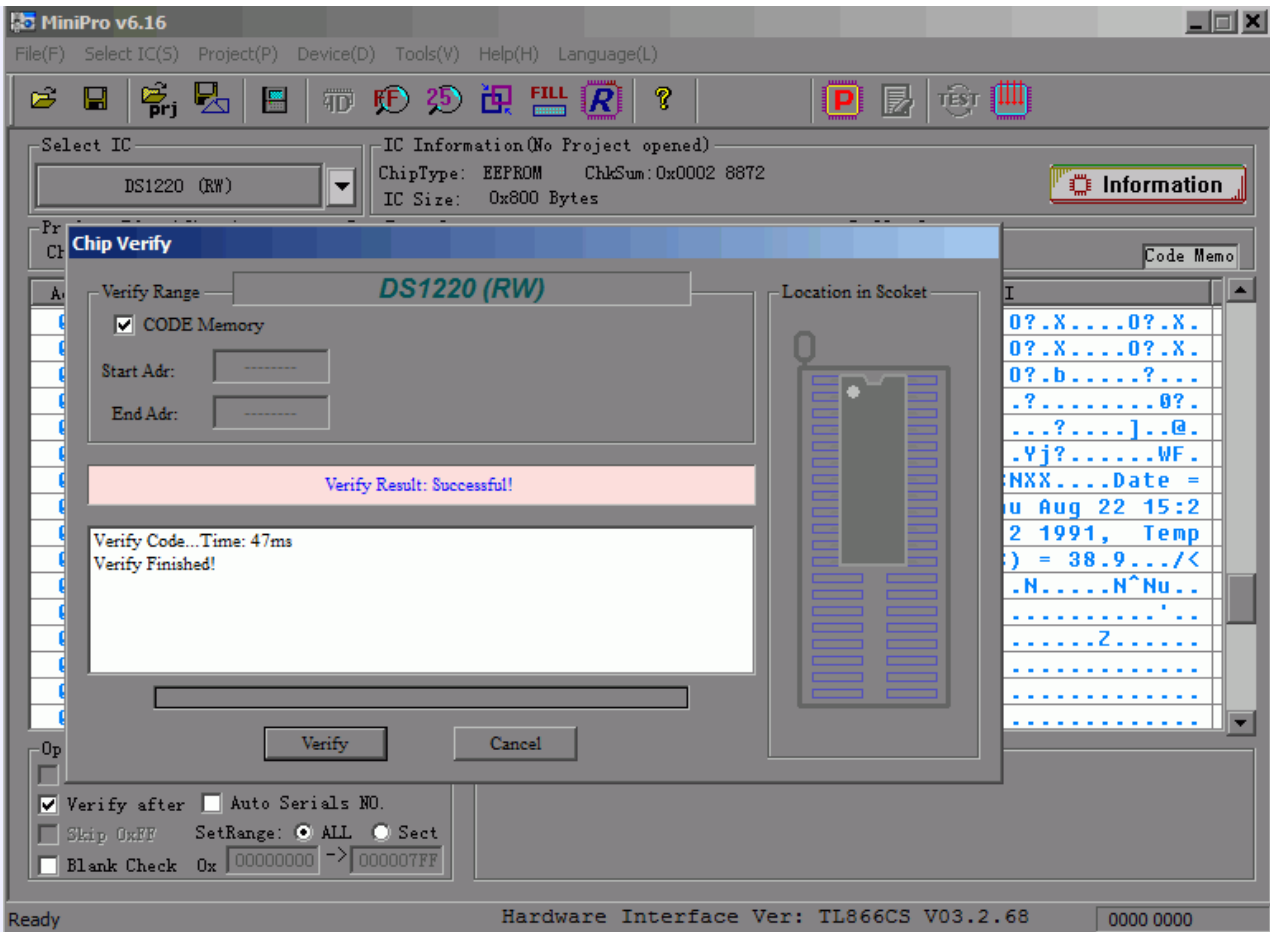 MiniPro v6.16
File(F) Select IC(S) Project(P) Device(D) Tools(V) Help(H) Language(L)
prj FF 25 FILL R ? P TEST
Select IC
DS1220 (RW)
IC Information(No Project opened)
ChipType: EEPROM ChkSum:0x0002 8872
IC Size: 0x800 Bytes
Information
Code Memo
Chip Verify
Verify Range
DS1220 (RW)
CODE Memory
Start Adr: --------
End Adr: --------
Verify Result: Successful!
Verify Code...Time: 47ms
Verify Finished!
Verify Cancel
Location in Scoket
I
0?.X....0?.X.
0?.X....0?.X.
0?.b.....?...
.?........0?.
...?....]..@.
.Yj?......WF.
NXX....Date =
u Aug 22 15:2
2 1991, Temp
) = 38.9.../<
.N.....N^Nu..
..........'..
......Z......
.............
.............
.............
Op
Verify after Auto Serials NO.
Skip 0xFF SetRange: ALL Sect
Blank Check 0x 00000000 -> 000007FF
Ready Hardware Interface Ver: TL866CS V03.2.68 0000 0000